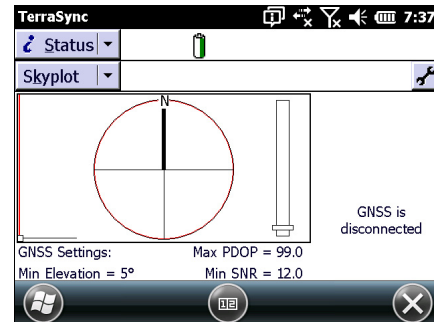 TerraSync 7:37
Status
Skyplot
N
GNSS is
disconnected
GNSS Settings: Max PDOP = 99.0
Min Elevation = 5° Min SNR = 12.0